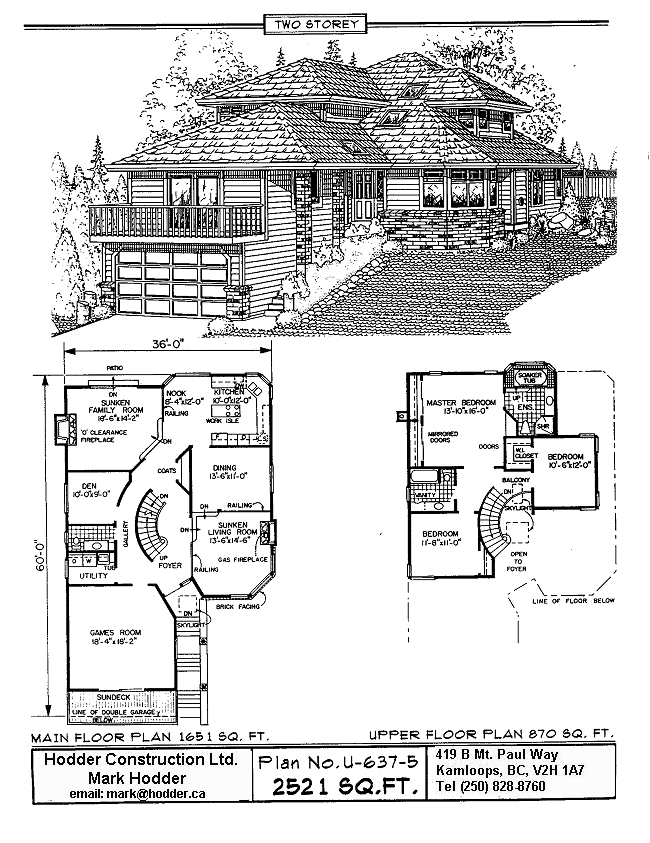 TWO STOREY
36'-0"
60'-0"
PATIO
DN
SUNKEN
FAMILY ROOM
18'-6"x14'-2"
'O' CLEARANCE
FIREPLACE
NOOK
8'-4"x12'-0"
RAILING
DN
KITCHEN
10'-0"x12'-0"
WORK ISLE
COATS
DINING
13'-6"x11'-0"
DEN
10'-0"x9'-0"
DN
RAILING
GALLERY
DN
SUNKEN
LIVING ROOM
13'-6"x14'-6"
GAS FIREPLACE
UP
FOYER
RAILING
D W
TUB
UTILITY
BRICK FACING
DN
SKYLIGHT
GAMES ROOM
18'-4"x18'-2"
SUNDECK
LINE OF DOUBLE GARAGE
BELOW
MASTER BEDROOM
13'-10"x16'-0"
MIRRORED
DOORS
SOAKER
TUB
UP
ENS.
SHR
DOORS
W.I.
CLOSET
BEDROOM
10'-6"x12'-0"
BALCONY
DN
SKYLIGHT
VANITY
BEDROOM
11'-8"x11'-0"
OPEN
TO
FOYER
LINE OF FLOOR BELOW
MAIN FLOOR PLAN 1651 SQ. FT.
UPPER FLOOR PLAN 870 SQ. FT.
Hodder Construction Ltd.
Mark Hodder
email: mark@hodder.ca
Plan No. U-637-5
2521 SQ.FT.
419 B Mt. Paul Way
Kamloops, BC, V2H 1A7
Tel (250) 828-8760